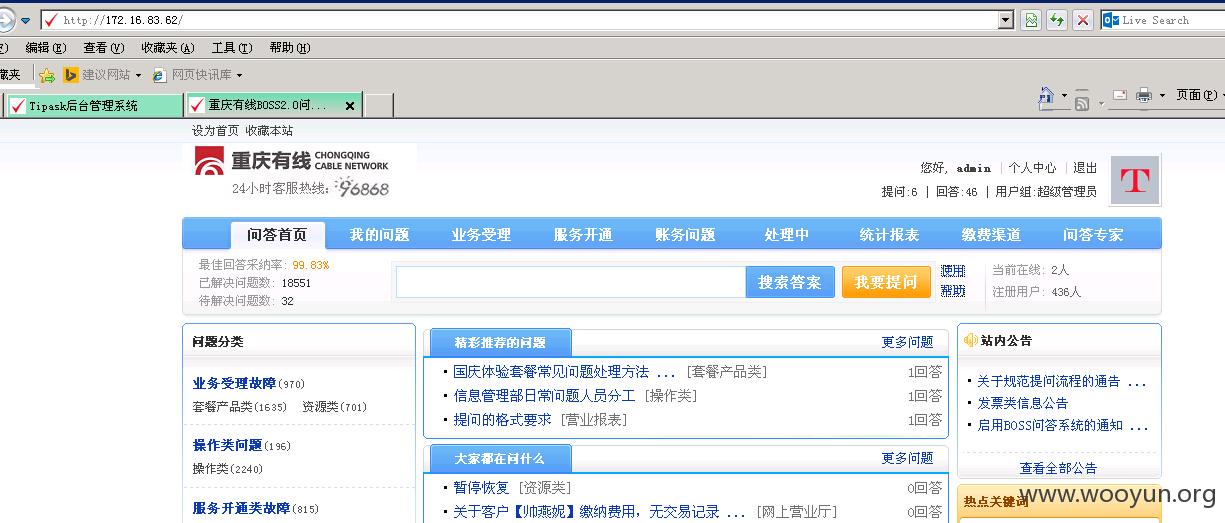 http://172.16.83.62/
Live Search
编辑(E) 查看(V) 收藏夹(A) 工具(T) 帮助(H)
藏夹 建议网站 网页快讯库
Tipask后台管理系统 重庆有线BOSS2.0问... 页面(P)
设为首页 收藏本站
重庆有线 CHONGQING
CABLE NETWORK
24小时客服热线: 96868
您好, admin 个人中心 退出
提问:6 | 回答:46 | 用户组:超级管理员
T
问答首页 我的问题 业务受理 服务开通 账务问题 处理中 统计报表 缴费渠道 问答专家
最佳回答采纳率: 99.83%
已解决问题数: 18551
待解决问题数: 32
搜索答案 我要提问
使用
帮助
当前在线: 2人
注册用户: 436人
问题分类
业务受理故障(970)
套餐产品类(1635) 资源类(701)
操作类问题(196)
操作类(2240)
服务开通类故障(815)
精彩推荐的问题 更多问题
国庆体验套餐常见问题处理方法 ... [套餐产品类] 1回答
信息管理部日常问题人员分工 [操作类] 1回答
提问的格式要求 [营业报表] 1回答
大家都在问什么 更多问题
暂停恢复 [资源类] 0回答
关于客户【帅燕妮】缴纳费用，无交易记录 ... [网上营业厅] 0回答
站内公告
关于规范提问流程的通告 ...
发票类信息公告
启用BOSS问答系统的通知 ...
查看全部公告
热点关键词
www.wooyun.org